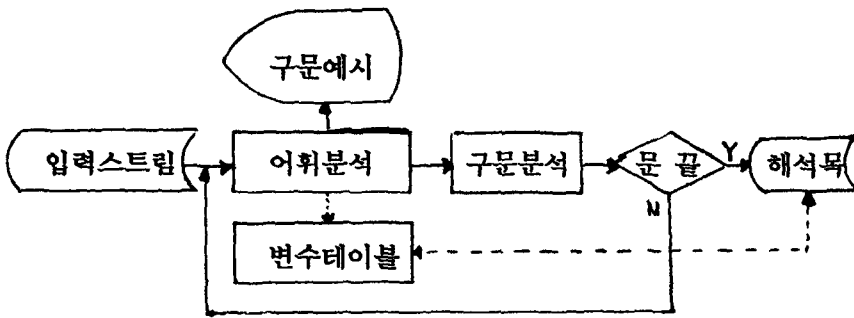 구문예시
입력스트림
어휘분석
구문분석
문 끝
Y
해석목
N
변수테이블